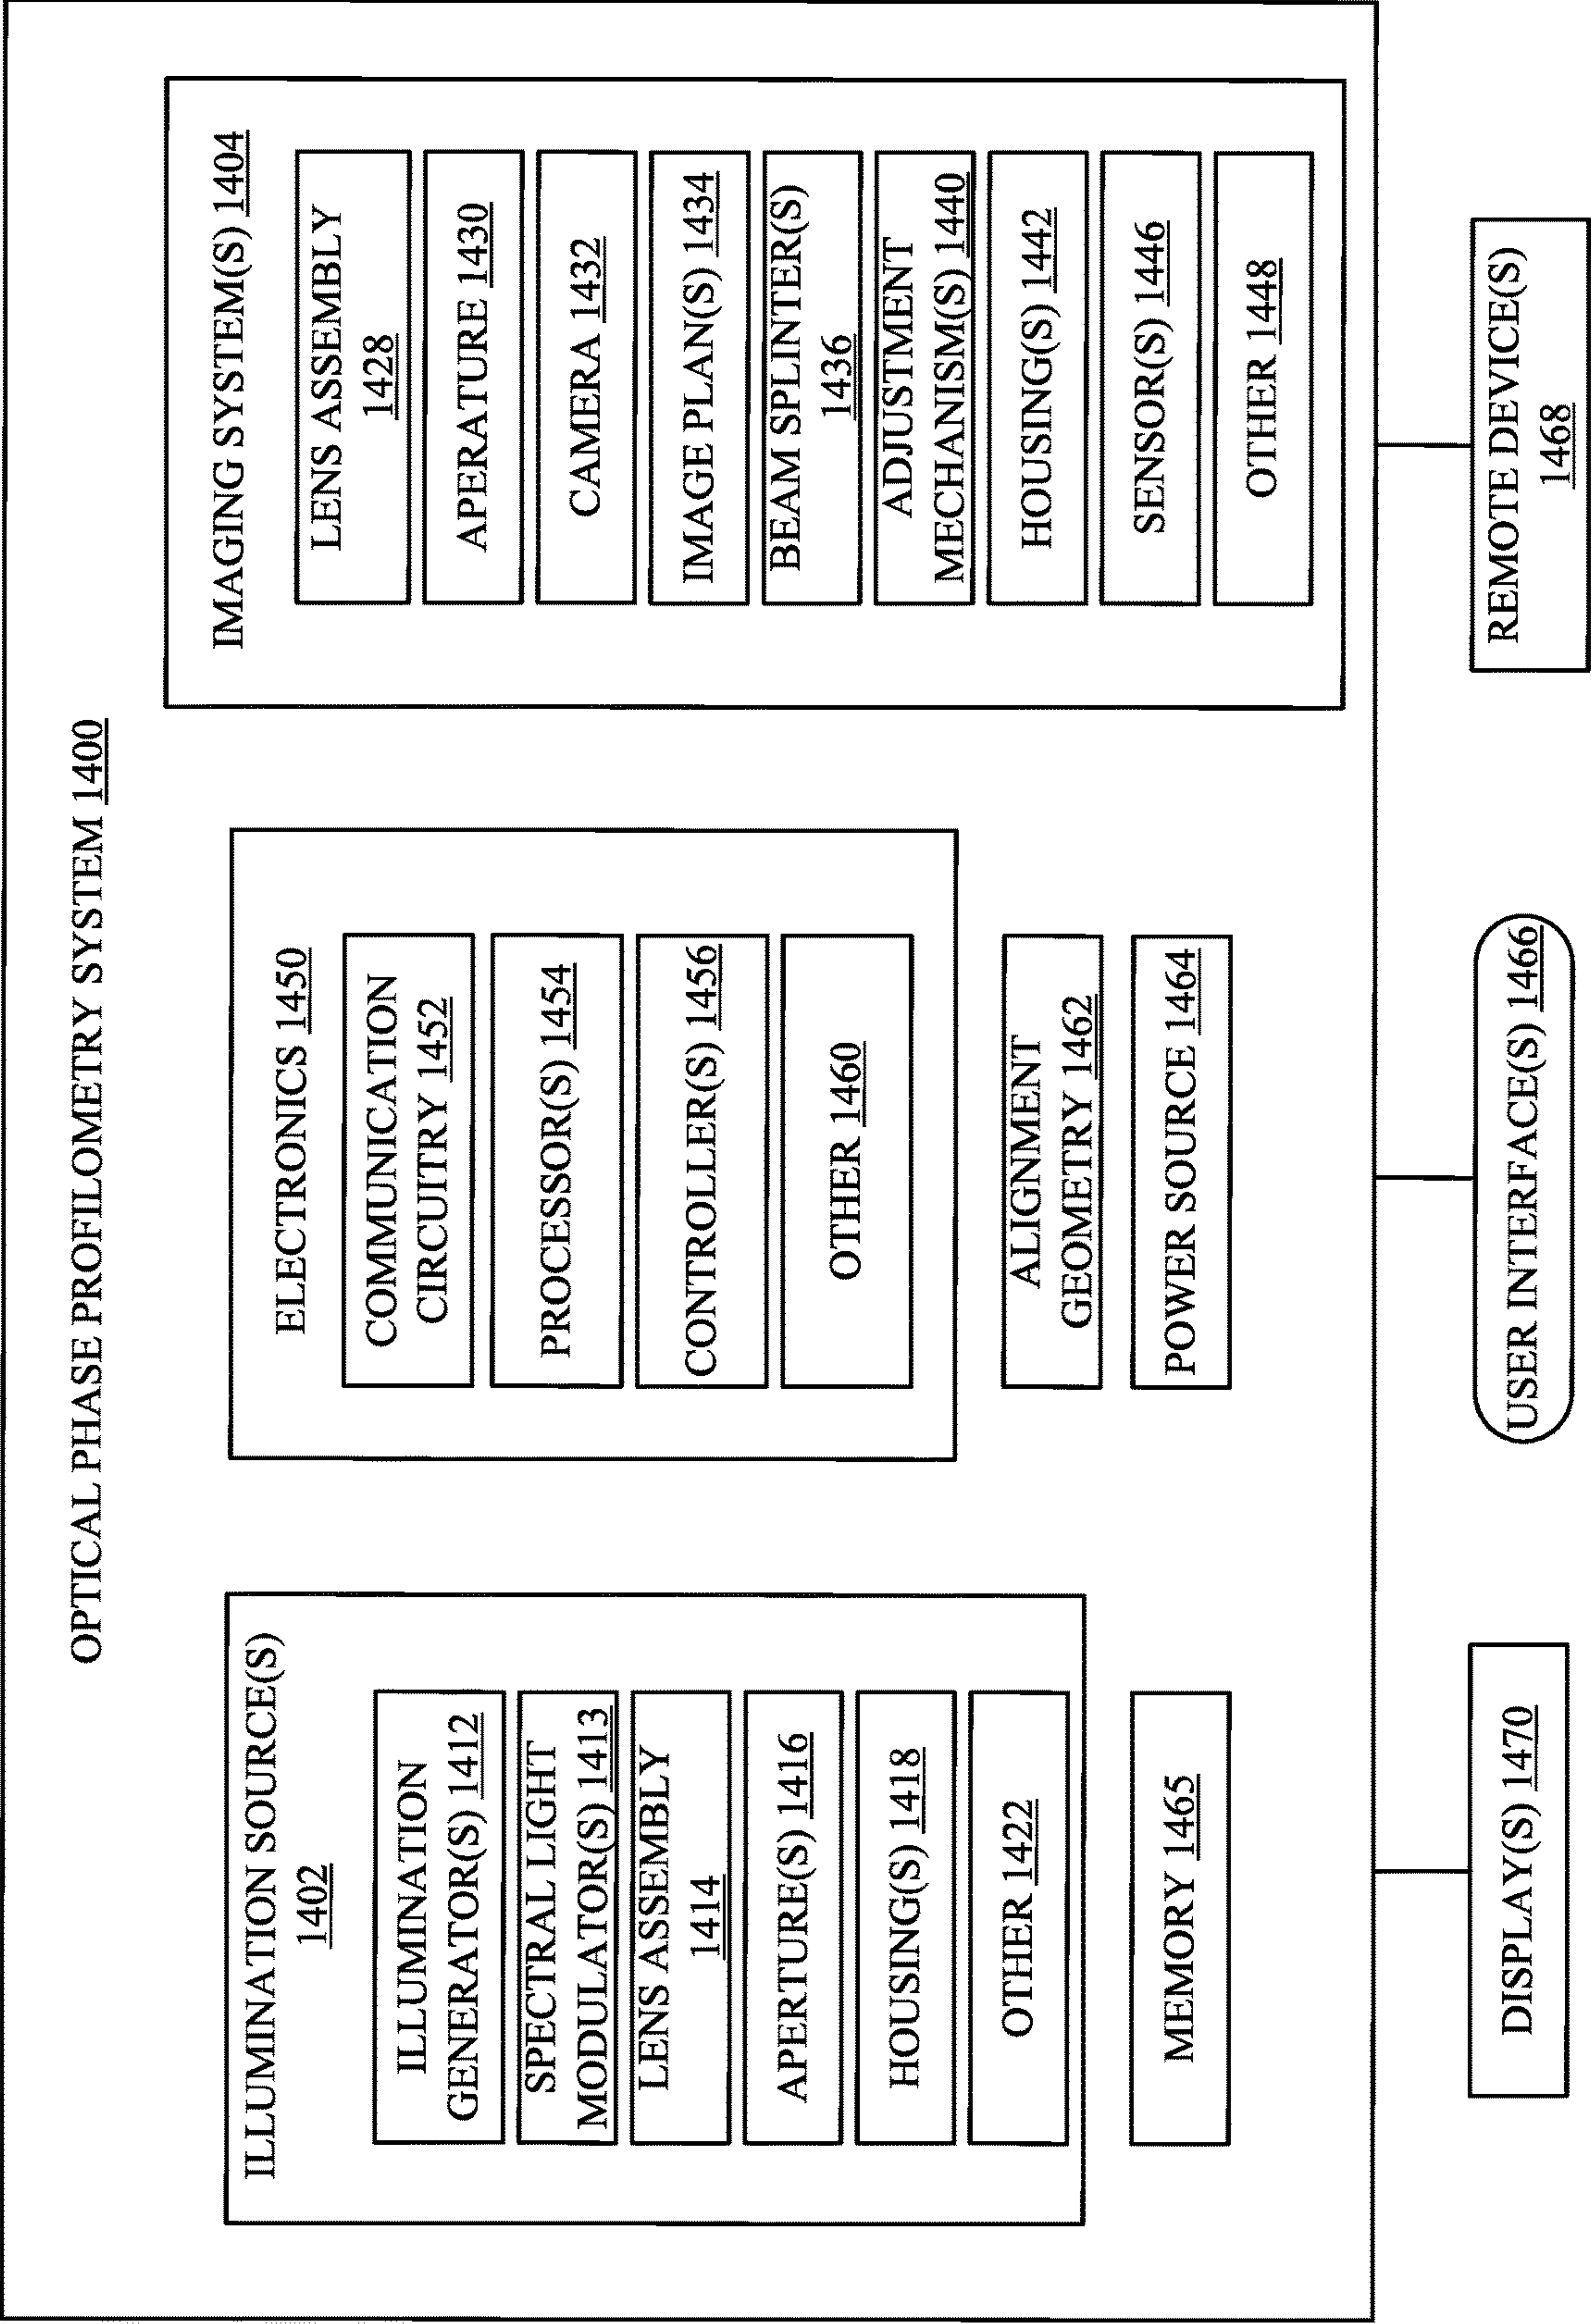 OPTICAL PHASE PROFILOMETRY SYSTEM 1400
ILLUMINATION SOURCE(S)
1402
ILLUMINATION
GENERATOR(S) 1412
SPECTRAL LIGHT
MODULATOR(S) 1413
LENS ASSEMBLY
1414
APERTURE(S) 1416
HOUSING(S) 1418
OTHER 1422
MEMORY 1465
ELECTRONICS 1450
COMMUNICATION
CIRCUITRY 1452
PROCESSOR(S) 1454
CONTROLLER(S) 1456
OTHER 1460
ALIGNMENT
GEOMETRY 1462
POWER SOURCE 1464
IMAGING SYSTEM(S) 1404
LENS ASSEMBLY
1428
APERATURE 1430
CAMERA 1432
IMAGE PLAN(S) 1434
BEAM SPLINTER(S)
1436
ADJUSTMENT
MECHANISM(S) 1440
HOUSING(S) 1442
SENSOR(S) 1446
OTHER 1448
DISPLAY(S) 1470
USER INTERFACE(S) 1466
REMOTE DEVICE(S)
1468